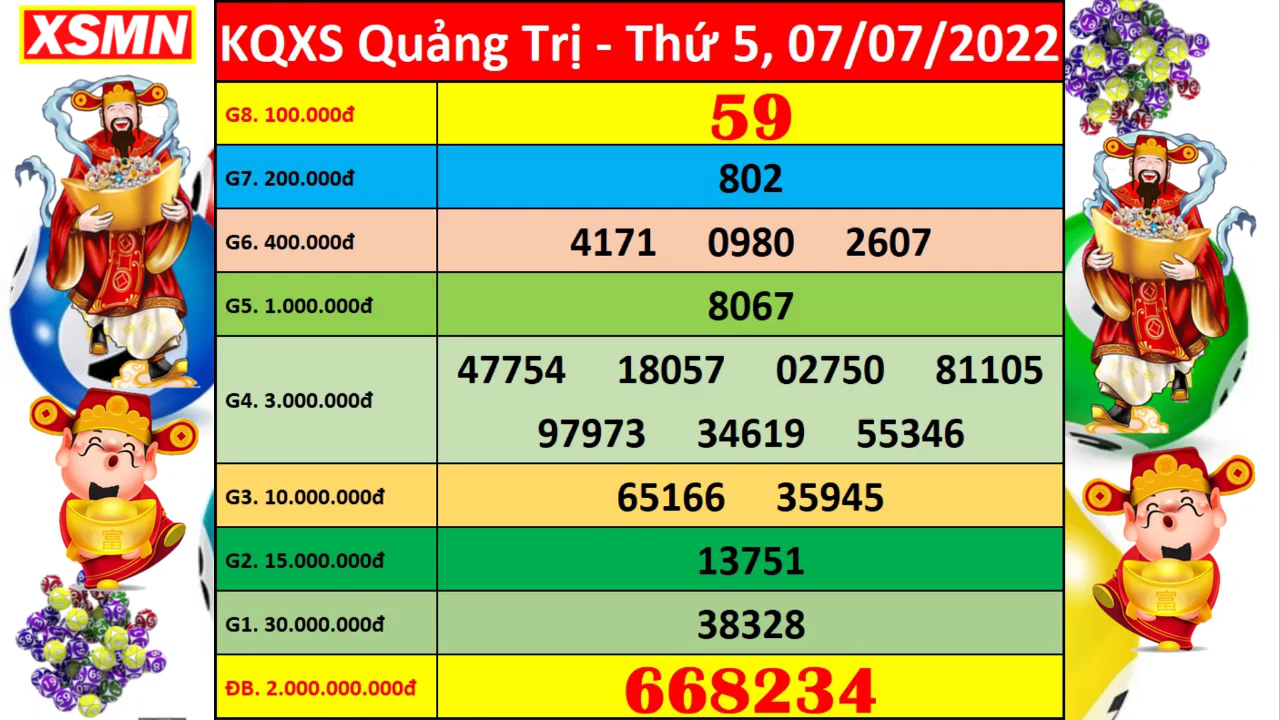 XSMN
KQXS Quảng Trị - Thứ 5, 07/07/2022
G8. 100.000đ 59
G7. 200.000đ 802
G6. 400.000đ 4171 0980 2607
G5. 1.000.000đ 8067
G4. 3.000.000đ 47754 18057 02750 81105
97973 34619 55346
G3. 10.000.000đ 65166 35945
G2. 15.000.000đ 13751
G1. 30.000.000đ 38328
ĐB. 2.000.000.000đ 668234
富
富